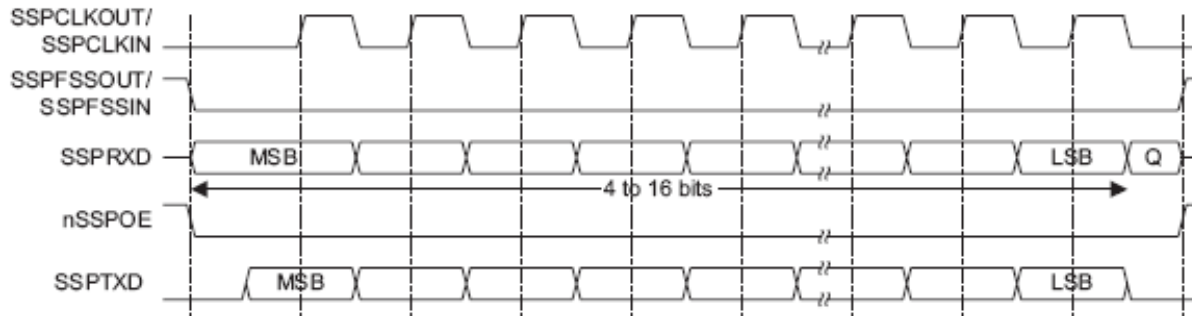 SSPCLKOUT/
SSPCLKIN
SSPFSSOUT/
SSPFSSIN
SSPRXD MSB LSB Q
4 to 16 bits
nSSPOE
SSPTXD MSB LSB